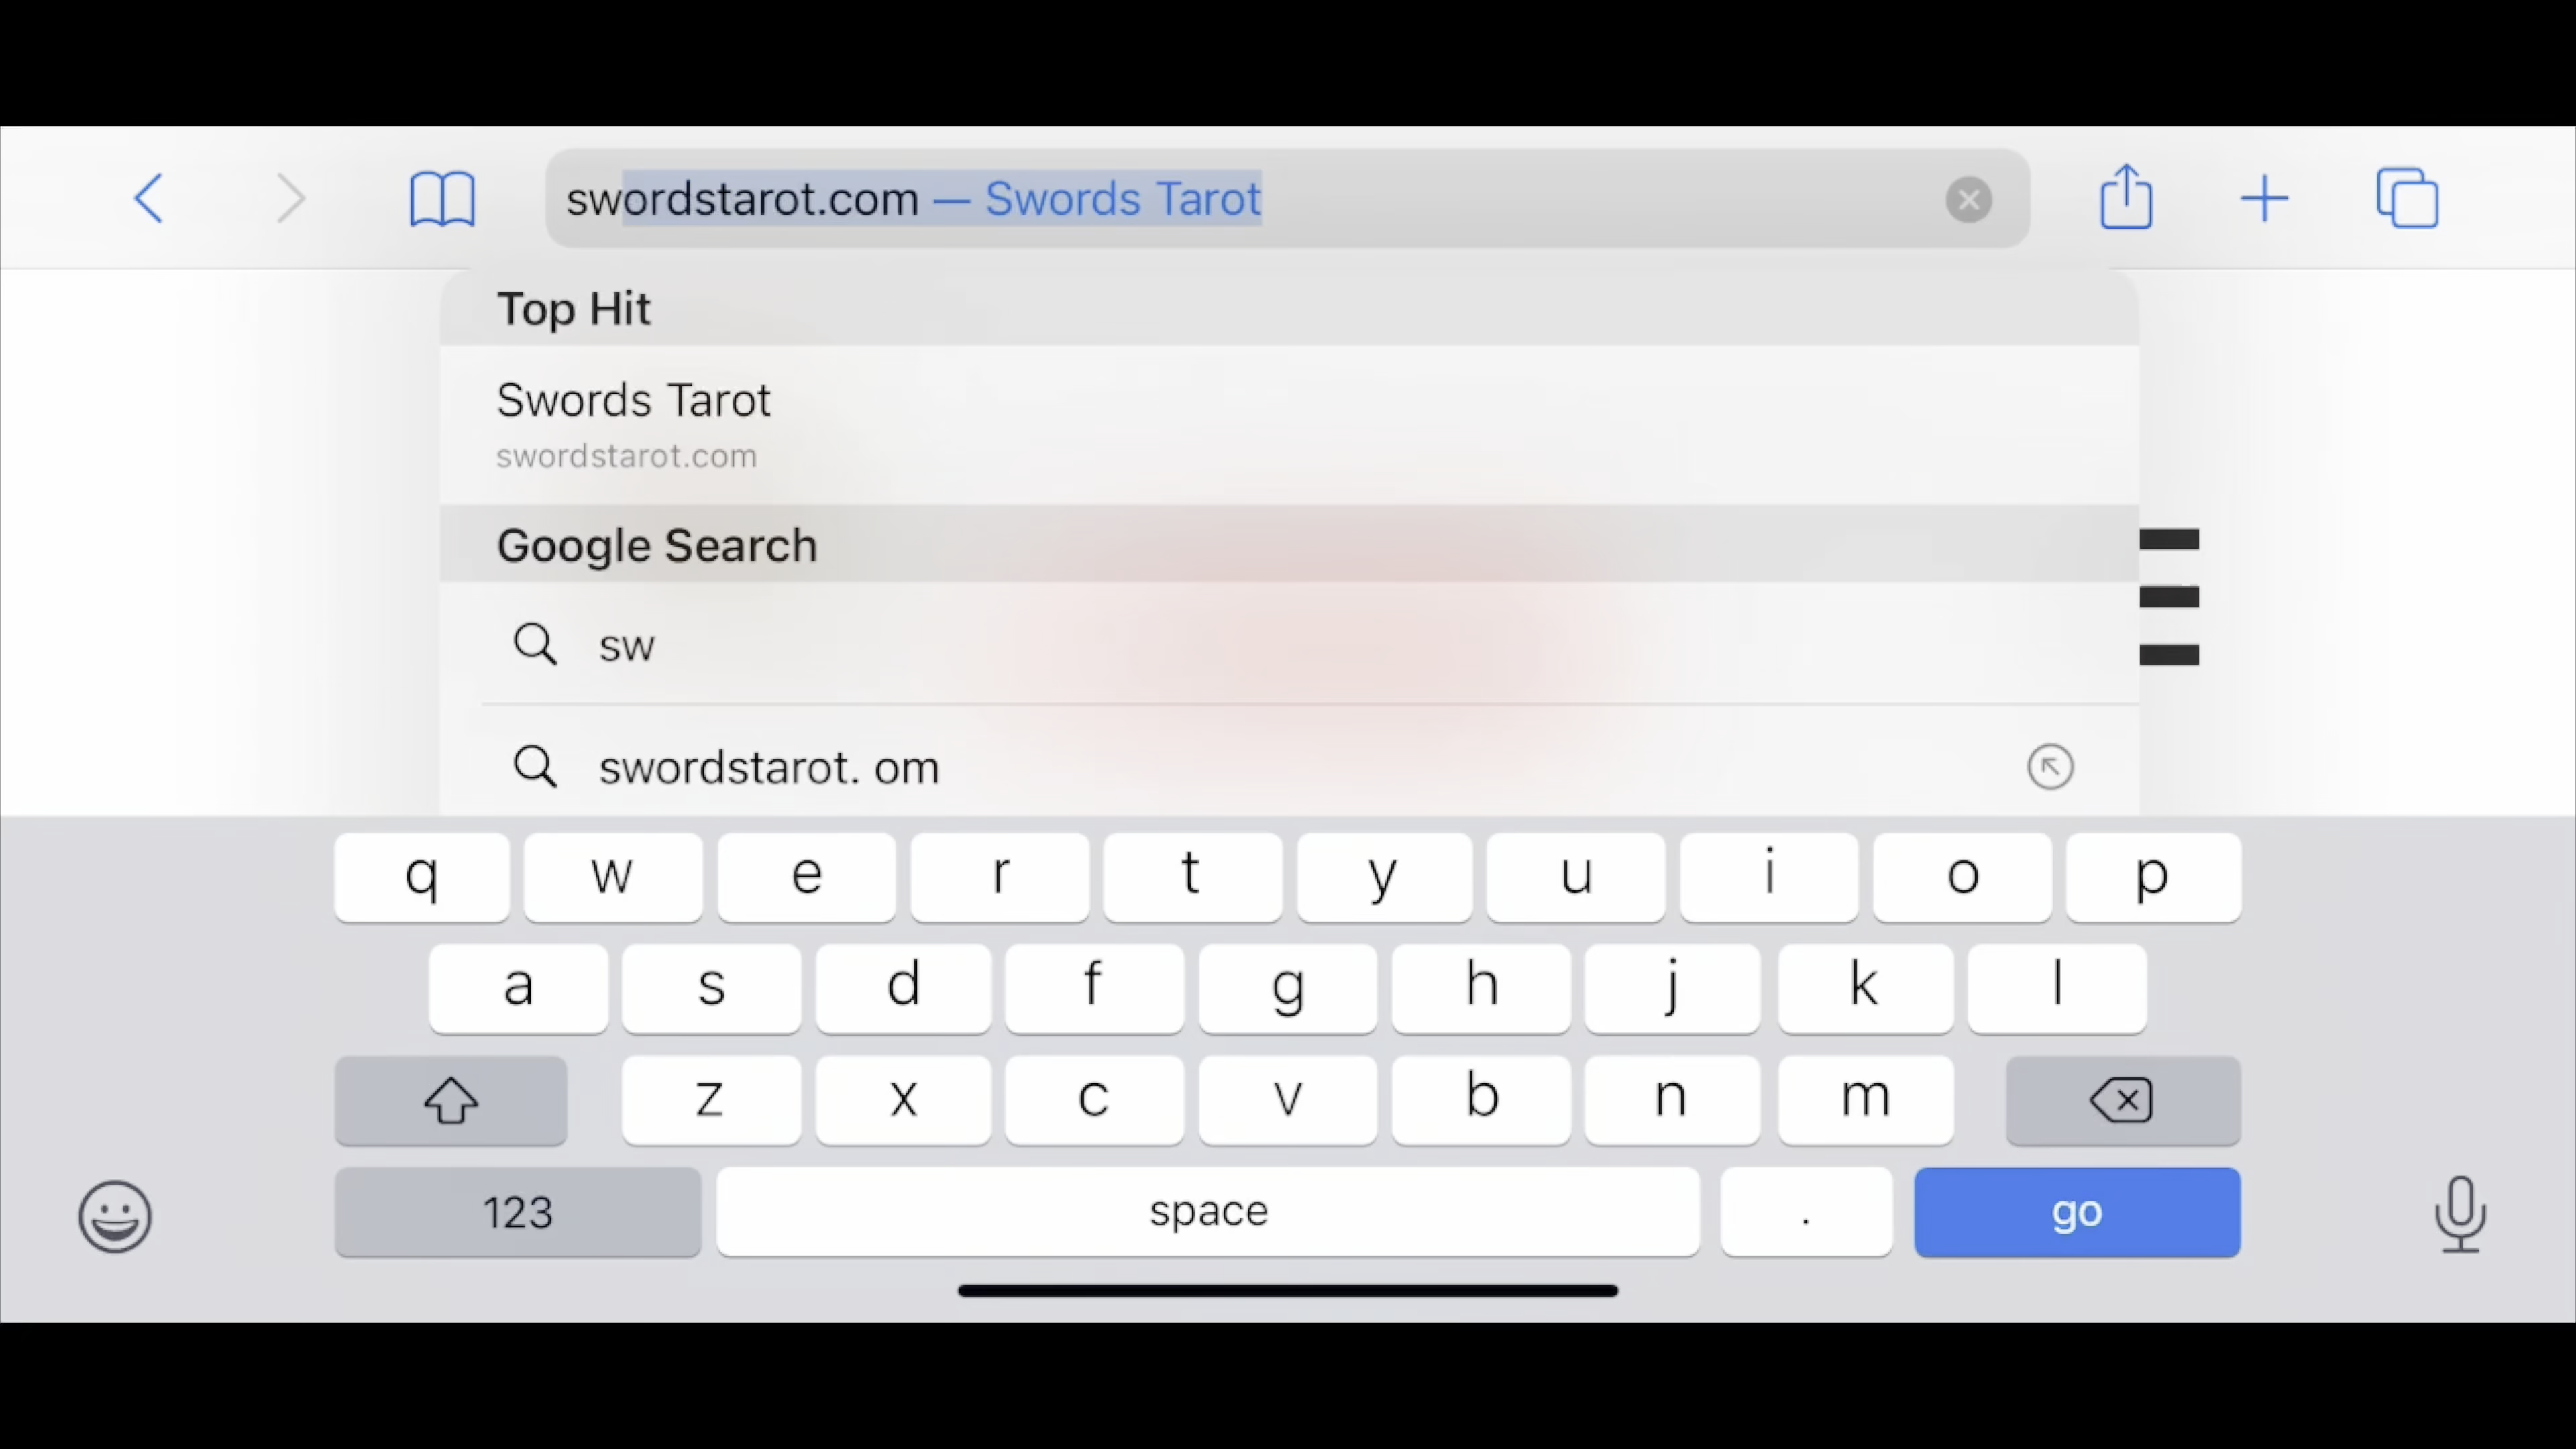 swordstarot.com — Swords Tarot
Top Hit
Swords Tarot
swordstarot.com
Google Search
sw
swordstarot. om
q w e r t y u i o p
a s d f g h j k l
z x c v b n m
123 space . go